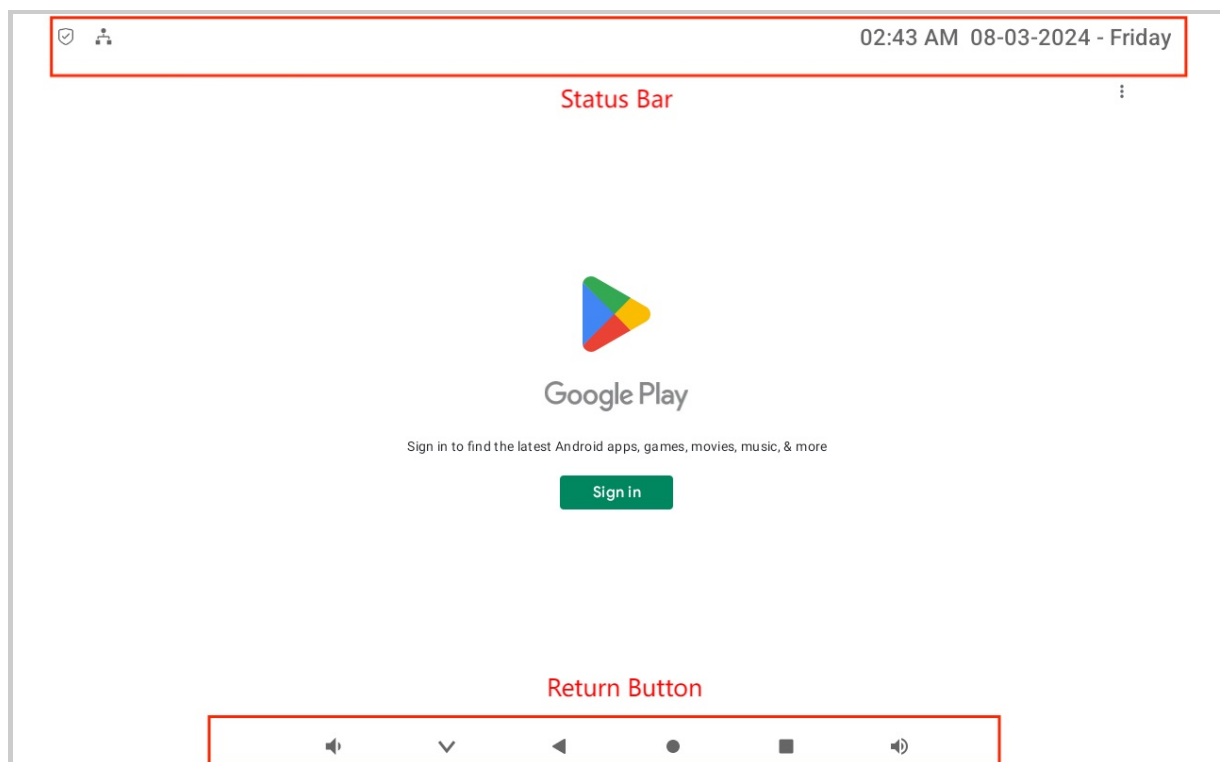 02:43 AM 08-03-2024 - Friday
Status Bar
Google Play
Sign in to find the latest Android apps, games, movies, music, & more
Sign in
Return Button